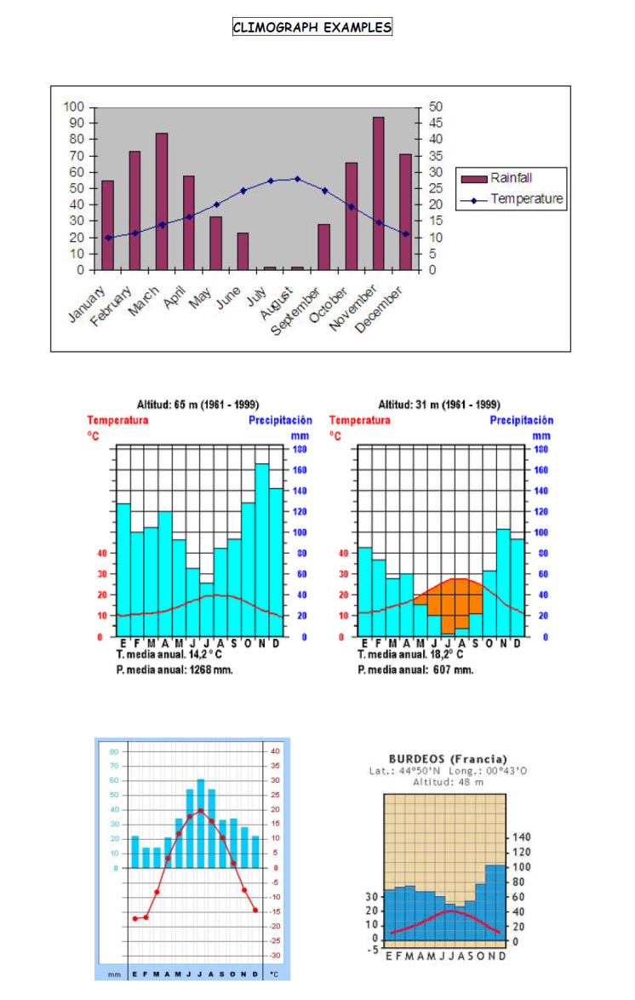 CLIMOGRAPH EXAMPLES
100 50
90 45
80 40
70 35
60 30
50 25
40 20
30 15
20 10
10 5
0 0
Rainfall
Temperature
January February March April May June July August September October November December
Altitud: 65 m (1961 - 1999)
Temperatura Precipitación
ºC mm
180
160
140
120
100
40 80
30 60
20 40
10 20
0 0
E F M A M J J A S O N D
T. media anual. 14,2 º C
P. media anual: 1268 mm.
Altitud: 31 m (1961 - 1999)
Temperatura Precipitación
ºC mm
180
160
140
120
100
40 80
30 60
20 40
10 20
0 0
E F M A M J J A S O N D
T. media anual. 18,2º C
P. media anual: 607 mm.
80 40
70 35
60 30
50 25
40 20
30 15
20 10
10 5
0 0
-5
-10
-15
-20
-25
-30
mm E F M A M J J A S O N D °C
BURDEOS (Francia)
Lat.: 44º50'N Long.: 00º43'O
Altitud: 48 m
140
120
100
80
30 60
20 40
10 20
0 0
-5
E F M A M J J A S O N D